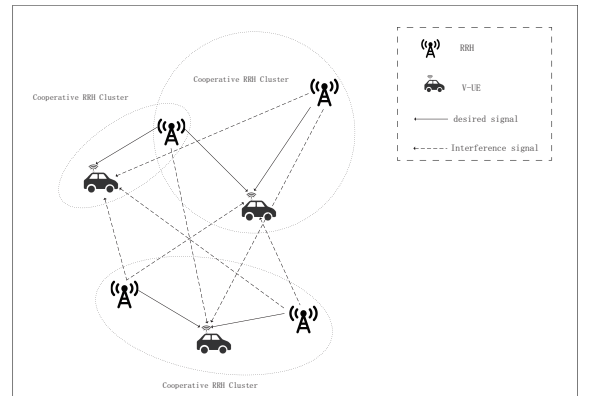 RRH
Cooperative RRH Cluster
V-UE
Cooperative RRH Cluster
desired signal
Interference signal
Cooperative RRH Cluster